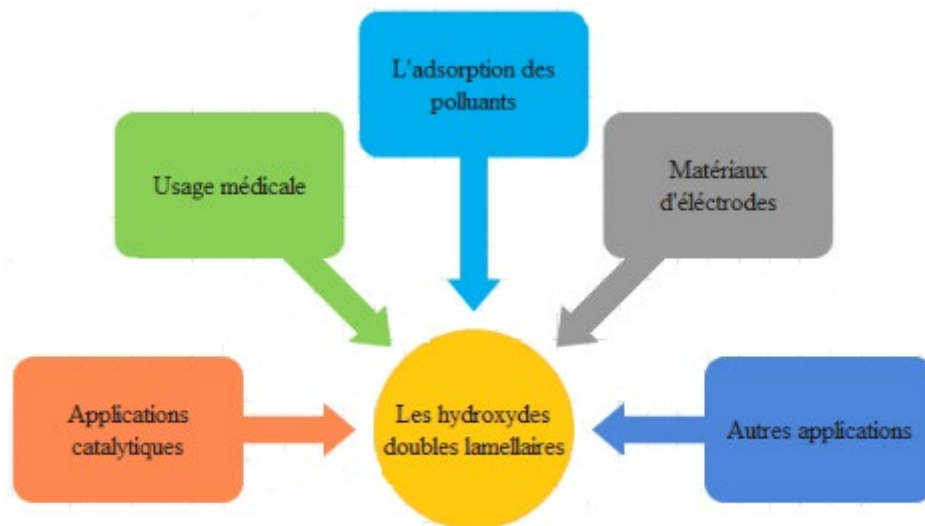 L'adsorption des
polluants
Usage médicale
Matériaux
d'éléctrodes
Applications
catalytiques
Les hydroxydes
doubles lamellaires
Autres applications